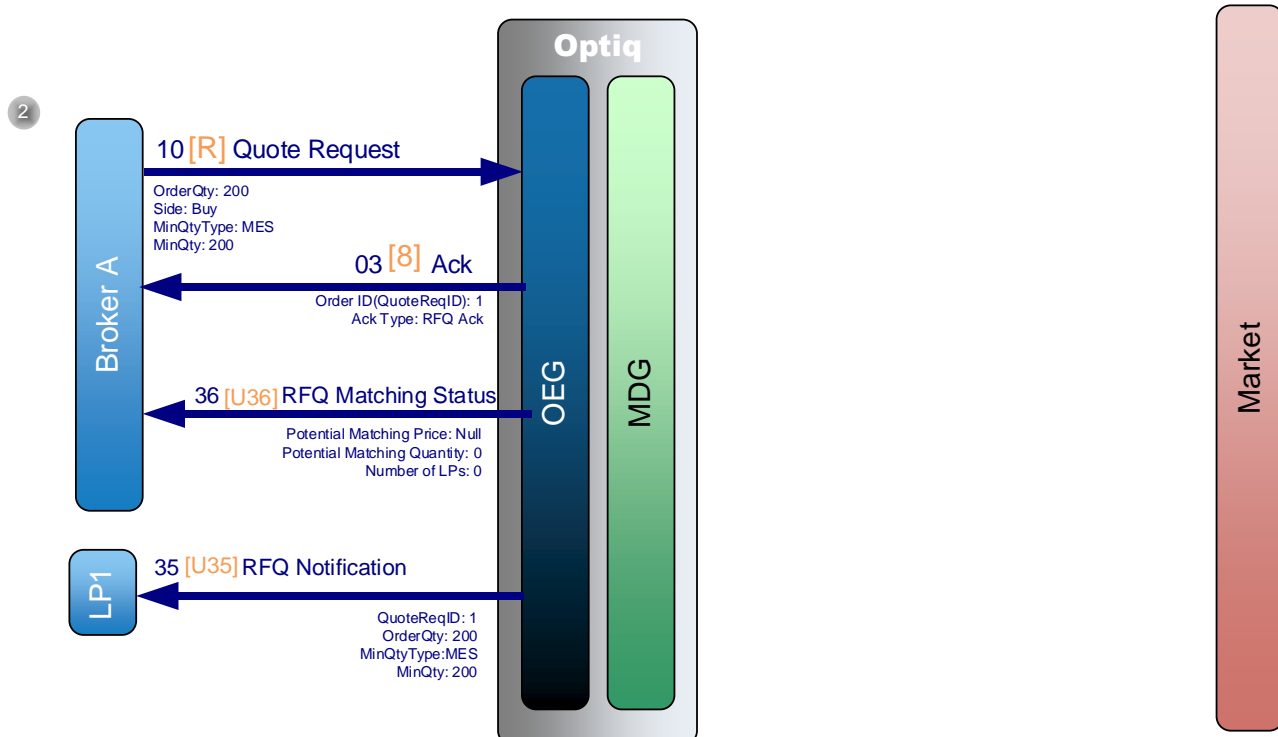 Optiq
2
10 [R] Quote Request
OrderQty: 200
Side: Buy
MinQtyType: MES
MinQty: 200
03 [8] Ack
Order ID(QuoteReqID): 1
Ack Type: RFQ Ack
Broker A
36 [U36] RFQ Matching Status
Potential Matching Price: Null
Potential Matching Quantity: 0
Number of LPs: 0
OEG
MDG
Market
35 [U35] RFQ Notification
LP1
QuoteReqID: 1
OrderQty: 200
MinQtyType:MES
MinQty: 200